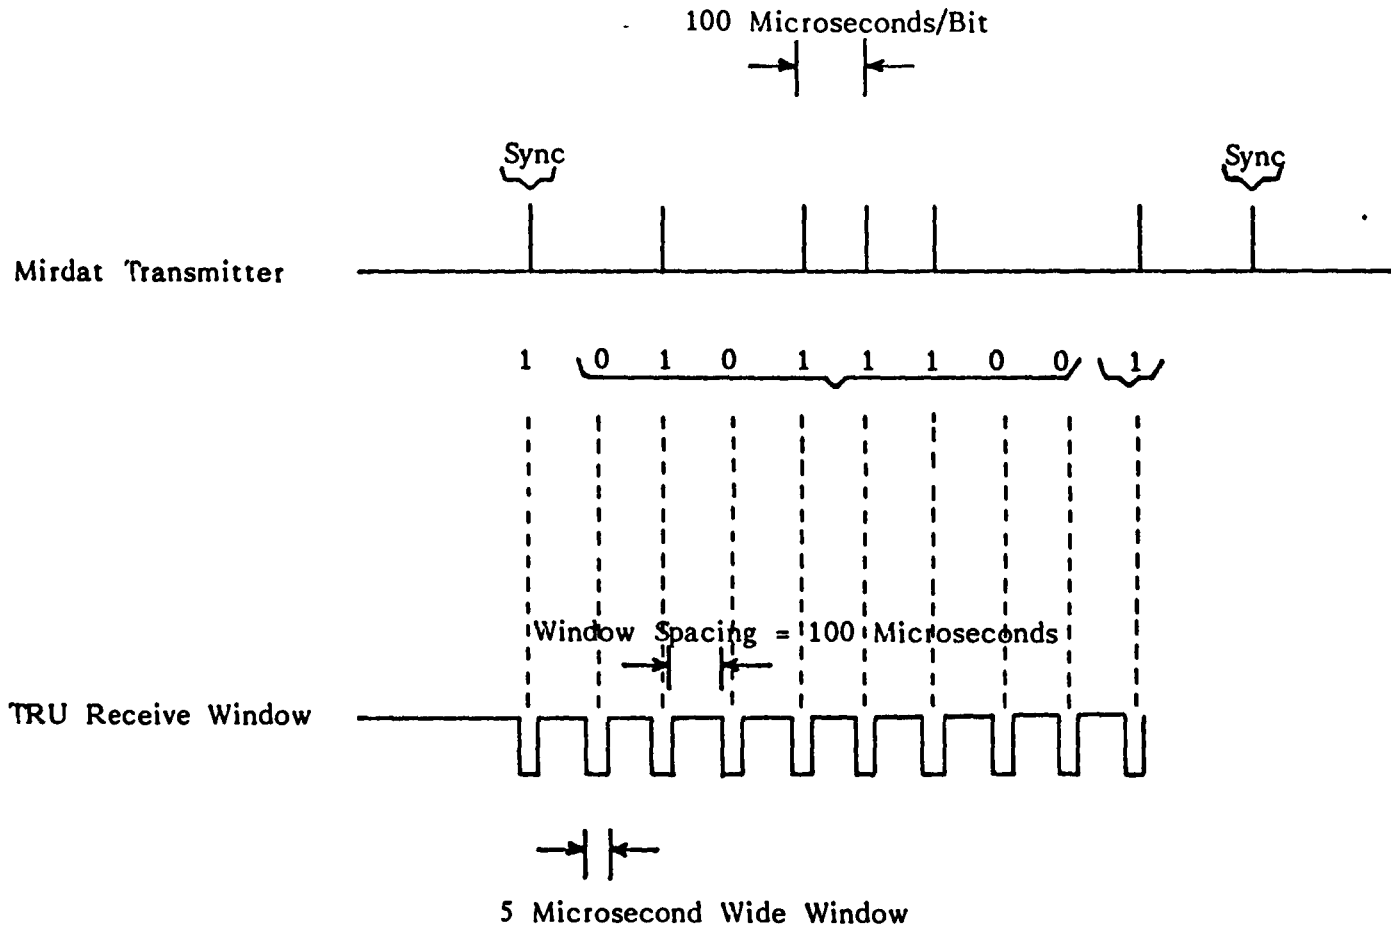 100 Microseconds/Bit
Sync
Sync
Mirdat Transmitter
1 0 1 0 1 1 1 0 0 1
Window Spacing = 100 Microseconds
TRU Receive Window
5 Microsecond Wide Window